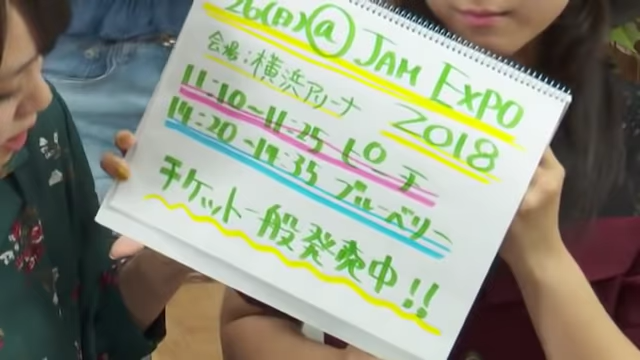 26(日)@JAM EXPO
2018
会場:横浜アリーナ
11:10〜11:25 ピーチ
14:20〜14:35 ブルーベリー
チケット一般発売中!!